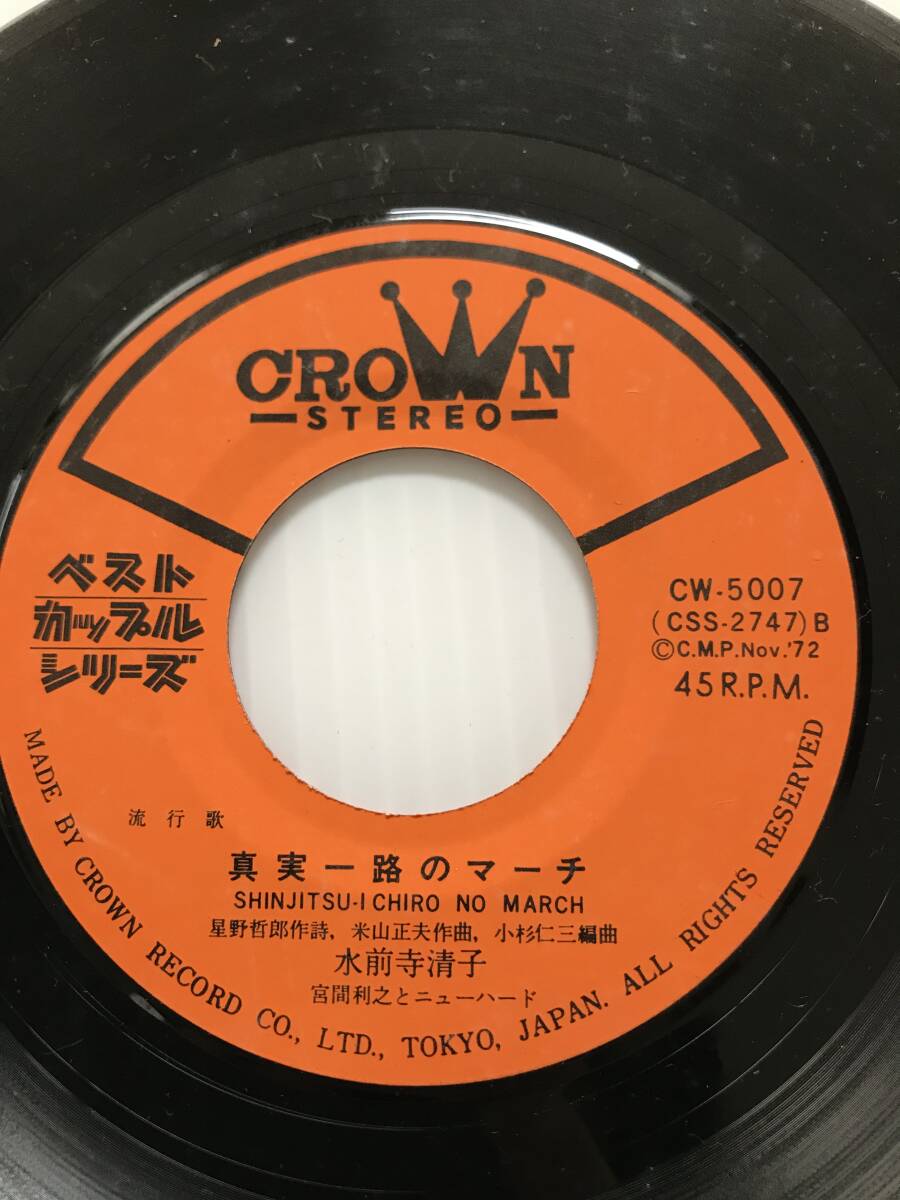 CROWN
STEREO
ベスト
カップル
シリーズ
CW-5007
(CSS-2747) B
©C.M.P. Nov.'72
45 R.P.M.
流行歌
真実一路のマーチ
SHINJITSU-ICHIRO NO MARCH
星野哲郎作詩, 米山正夫作曲, 小杉仁三編曲
水前寺清子
宮間利之とニューハード
MADE BY CROWN RECORD CO., LTD., TOKYO, JAPAN. ALL RIGHTS RESERVED